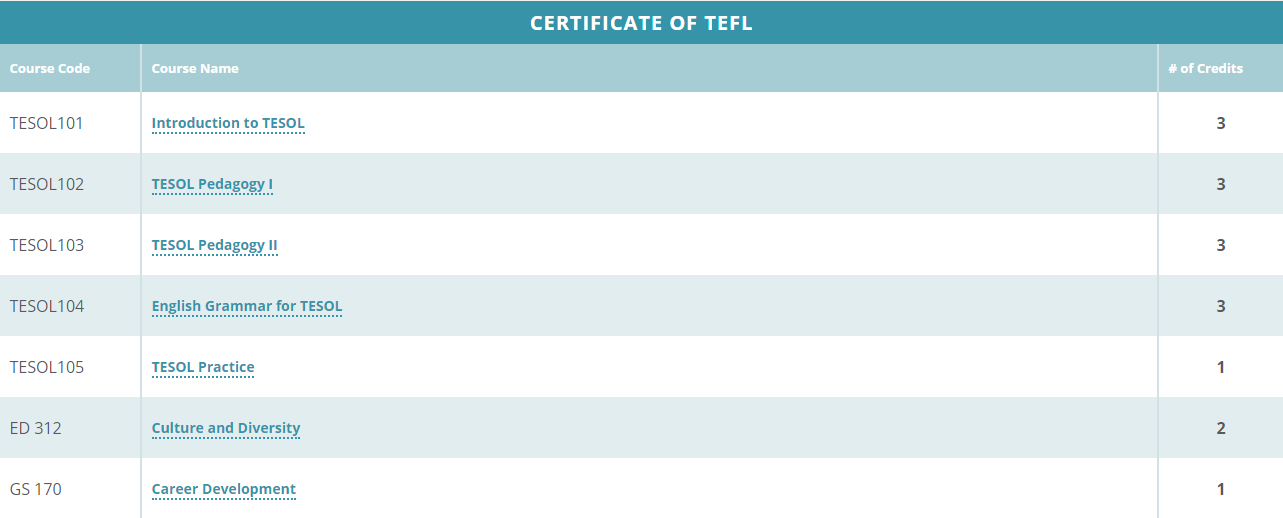 CERTIFICATE OF TEFL
Course Code Course Name # of Credits
TESOL101 Introduction to TESOL 3
TESOL102 TESOL Pedagogy I 3
TESOL103 TESOL Pedagogy II 3
TESOL104 English Grammar for TESOL 3
TESOL105 TESOL Practice 1
ED 312 Culture and Diversity 2
GS 170 Career Development 1